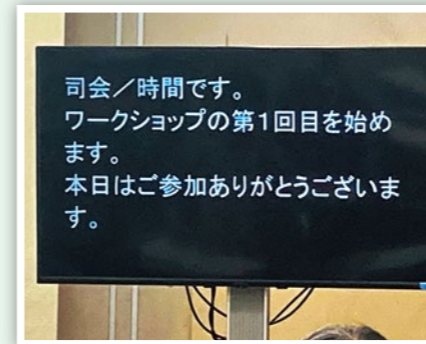 司会／時間です。
ワークショップの第1回目を始め
ます。
本日はご参加ありがとうございま
す。